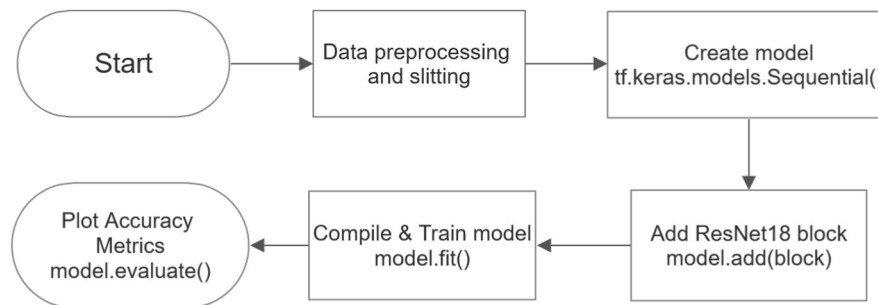 Start
Data preprocessing
and slitting
Create model
tf.keras.models.Sequential()
Add ResNet18 block
model.add(block)
Compile & Train model
model.fit()
Plot Accuracy
Metrics
model.evaluate()